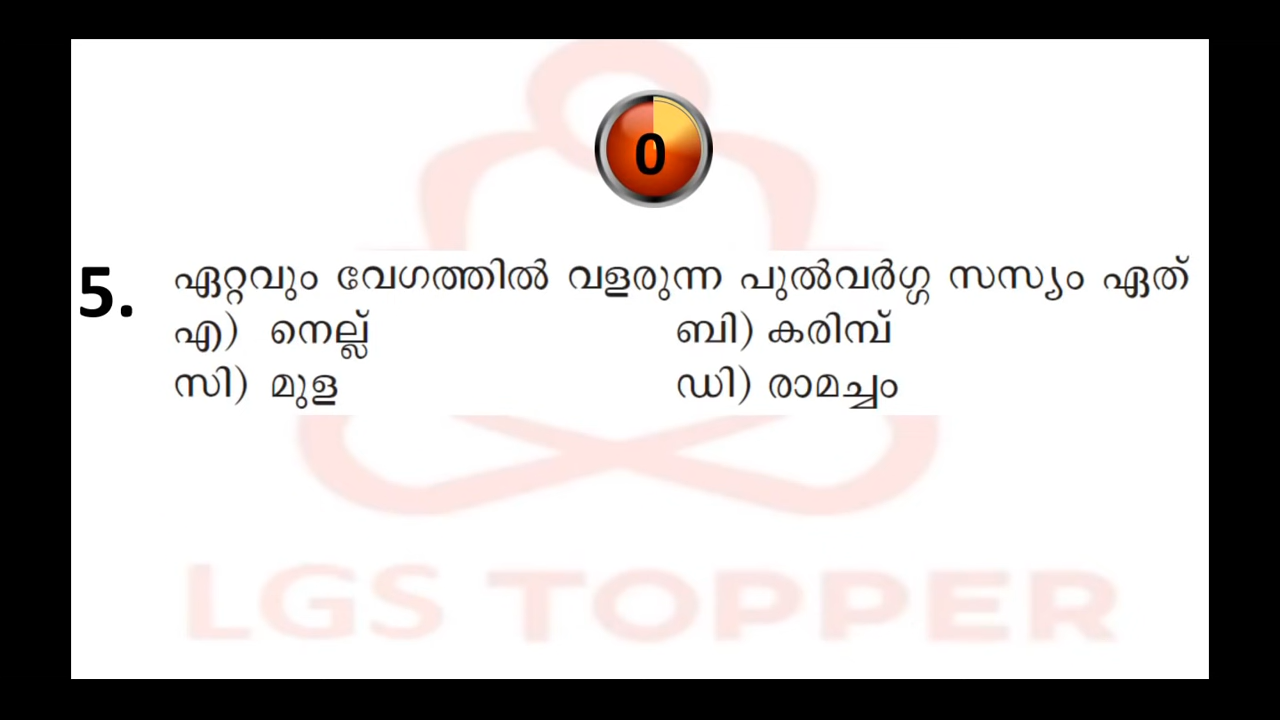 0
5. ഏറ്റവും വേഗത്തിൽ വളരുന്ന പുൽവർഗ്ഗ സസ്യം ഏത്
എ) നെല്ല് ബി) കരിമ്പ്
സി) മുള ഡി) രാമച്ചം
LGS TOPPER